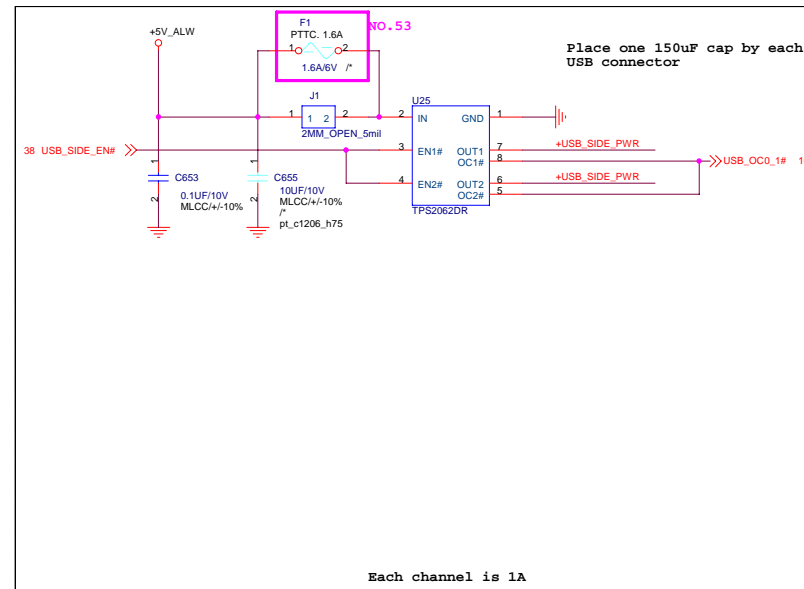 F1
NO.53
PTTC. 1.6A
+5V_ALW
1 2
1.6A/6V /*
Place one 150uF cap by each
USB connector
J1
U25
1 1 2 2
2MM_OPEN_5mil
2 IN GND 1
38 USB_SIDE_EN#
3 EN1# OUT1 7 +USB_SIDE_PWR
OC1# 8 USB_OC0_1# 1
4 EN2# OUT2 6 +USB_SIDE_PWR
OC2# 5
TPS2062DR
1
C653
2
0.1UF/10V
MLCC/+/-10%
1
C655
2
10UF/10V
MLCC/+/-10%
/*
pt_c1206_h75
Each channel is 1A